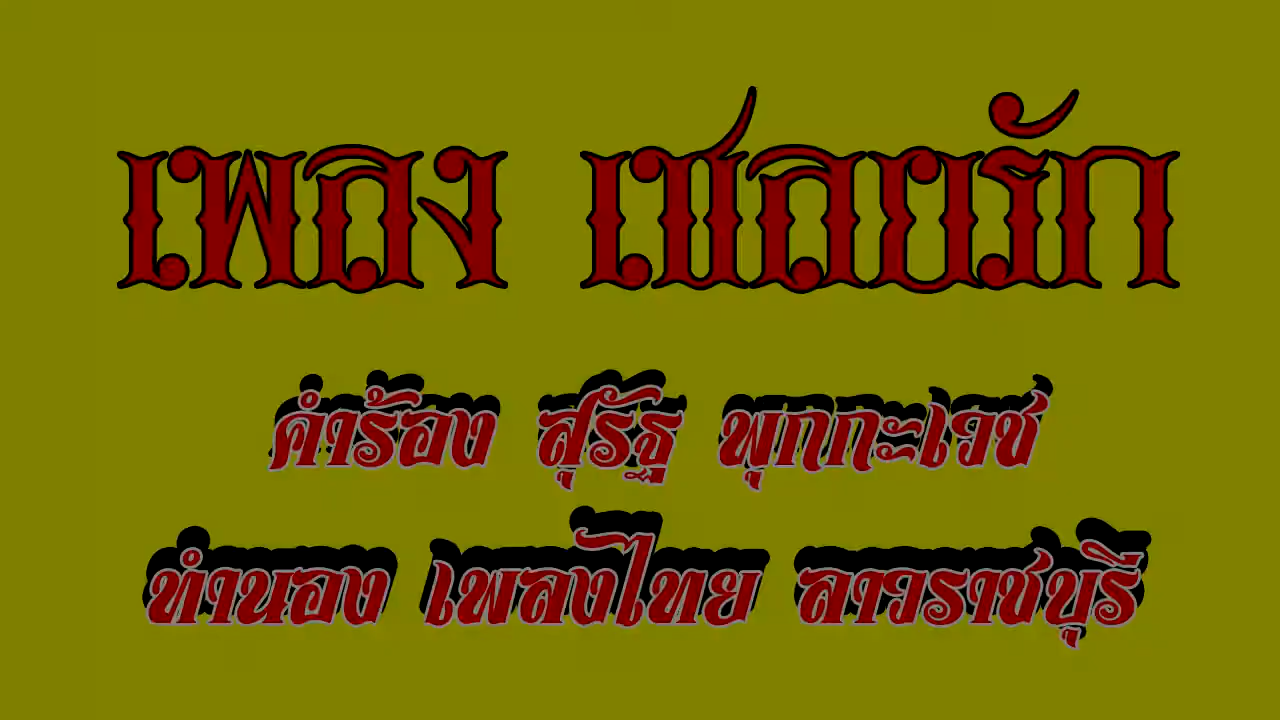 เพลง เชลยรัก
คำร้อง สุรัฐ พุกกะเวช
ทำนอง เพลงไทย ลาวราชบุรี